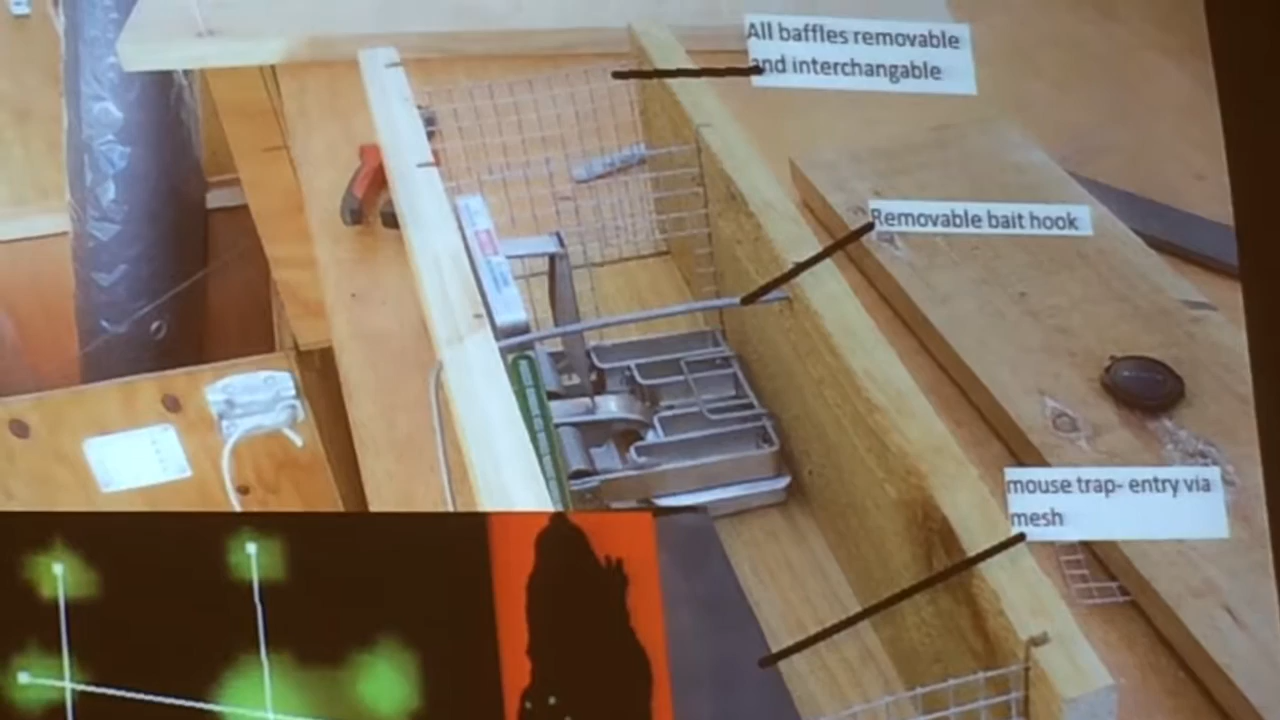 All baffles removable
and interchangable
Removable bait hook
mouse trap- entry via
mesh